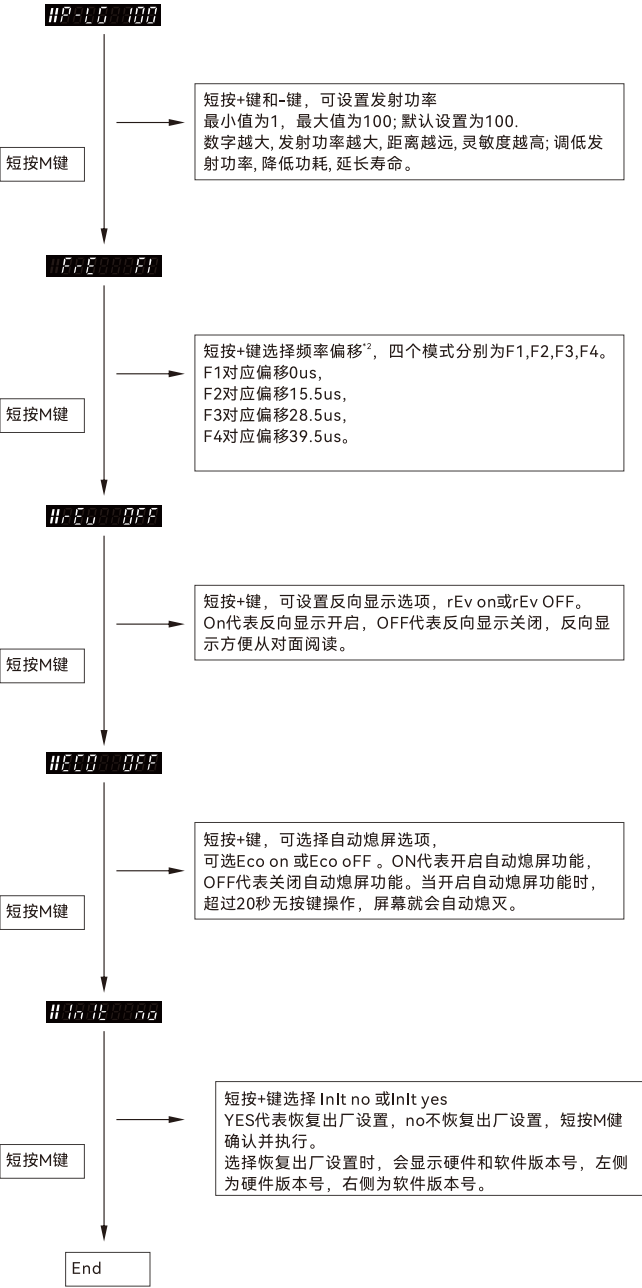 P-LG 100
短按+键和-键，可设置发射功率
最小值为1，最大值为100; 默认设置为100.
数字越大, 发射功率越大, 距离越远, 灵敏度越高; 调低发
射功率, 降低功耗, 延长寿命。
短按M键
FrE F1
短按+键选择频率偏移*2，四个模式分别为F1,F2,F3,F4。
F1对应偏移0us，
F2对应偏移15.5us，
F3对应偏移28.5us，
F4对应偏移39.5us。
短按M键
rEv OFF
短按+键，可设置反向显示选项，rEv on或rEv OFF。
On代表反向显示开启，OFF代表反向显示关闭，反向显
示方便从对面阅读。
短按M键
ECO OFF
短按+键，可选择自动熄屏选项，
可选Eco on 或Eco oFF 。ON代表开启自动熄屏功能，
OFF代表关闭自动熄屏功能。当开启自动熄屏功能时，
超过20秒无按键操作，屏幕就会自动熄灭。
短按M键
InIt no
短按+键选择 InIt no 或InIt yes
YES代表恢复出厂设置，no不恢复出厂设置，短按M健
确认并执行。
选择恢复出厂设置时，会显示硬件和软件版本号，左侧
为硬件版本号，右侧为软件版本号。
短按M键
End